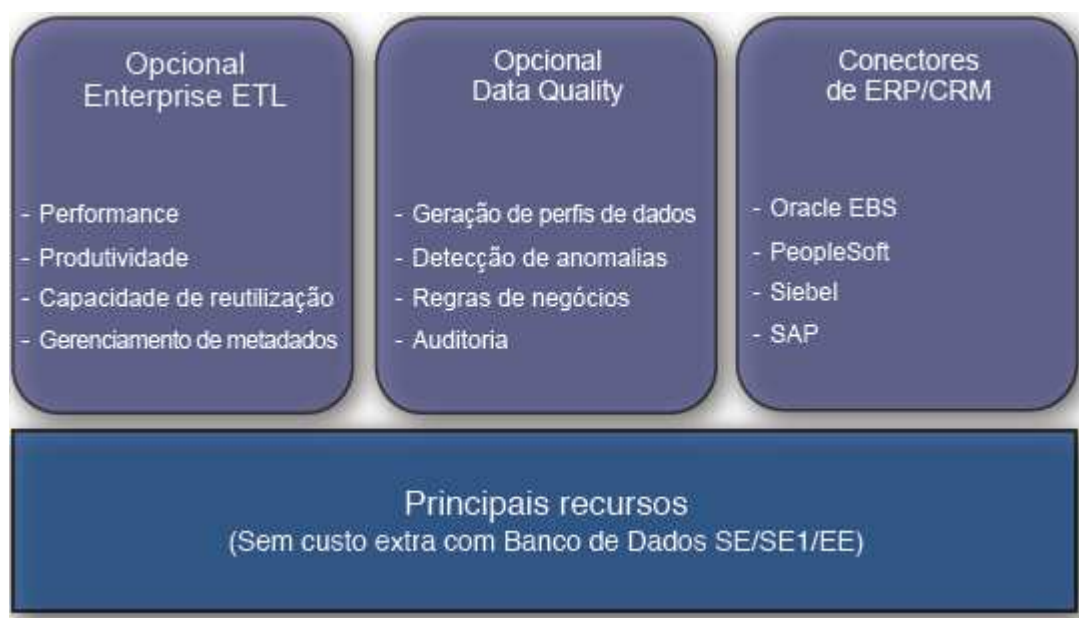 Opcional
Enterprise ETL
- Performance
- Produtividade
- Capacidade de reutilização
- Gerenciamento de metadados
Opcional
Data Quality
- Geração de perfis de dados
- Detecção de anomalias
- Regras de negócios
- Auditoria
Conectores
de ERP/CRM
- Oracle EBS
- PeopleSoft
- Siebel
- SAP
Principais recursos
(Sem custo extra com Banco de Dados SE/SE1/EE)